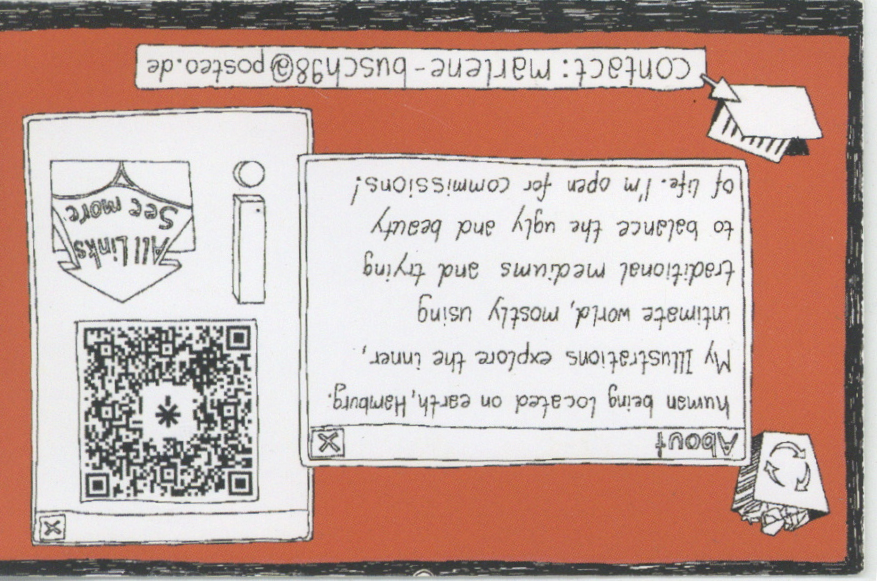 About
human being located on earth, Hamburg.
My Illustrations explore the inner,
intimate world, mostly using
traditional mediums and trying
to balance the ugly and beauty
of life. I'm open for commissions!
All Links
See more
contact: marlene-busch98@posteo.de